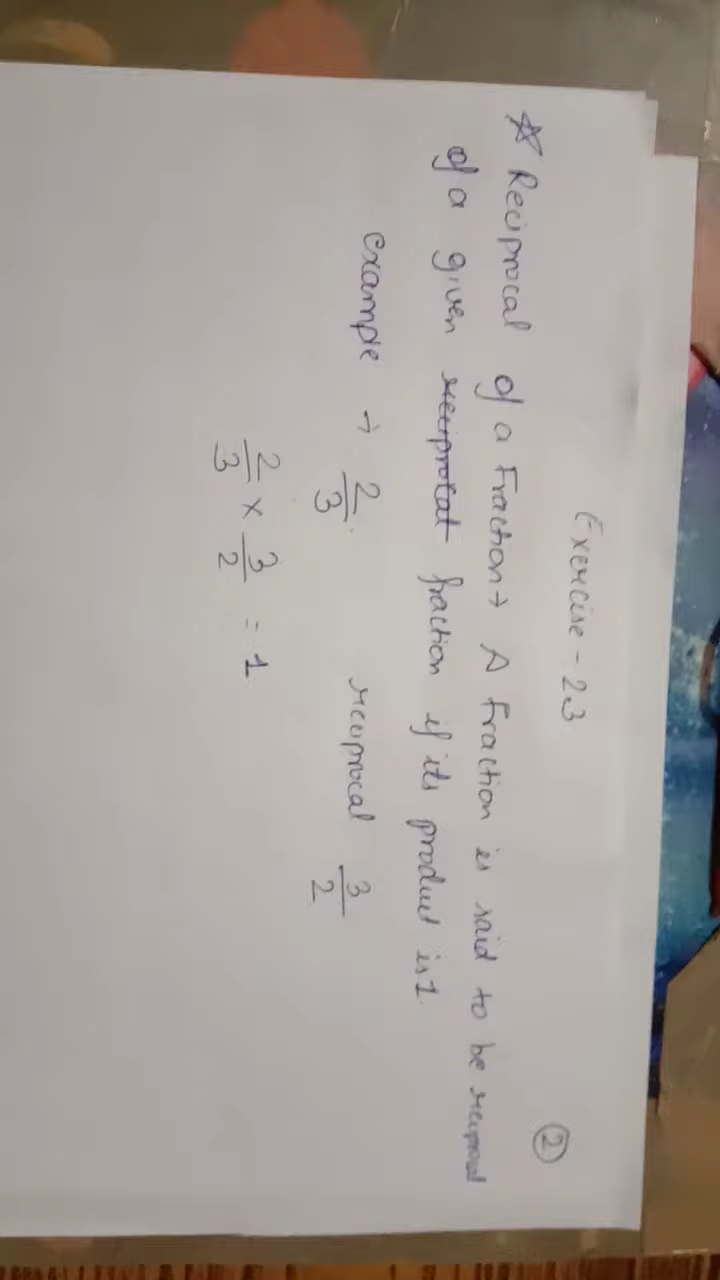 Exercise - 2.3
②
☆ Reciprocal of a Fraction → A Fraction is said to be reciprocal
of a given reciprocal fraction if its product is 1
example → 2/3. reciprocal 3/2
2/3 × 3/2 = 1